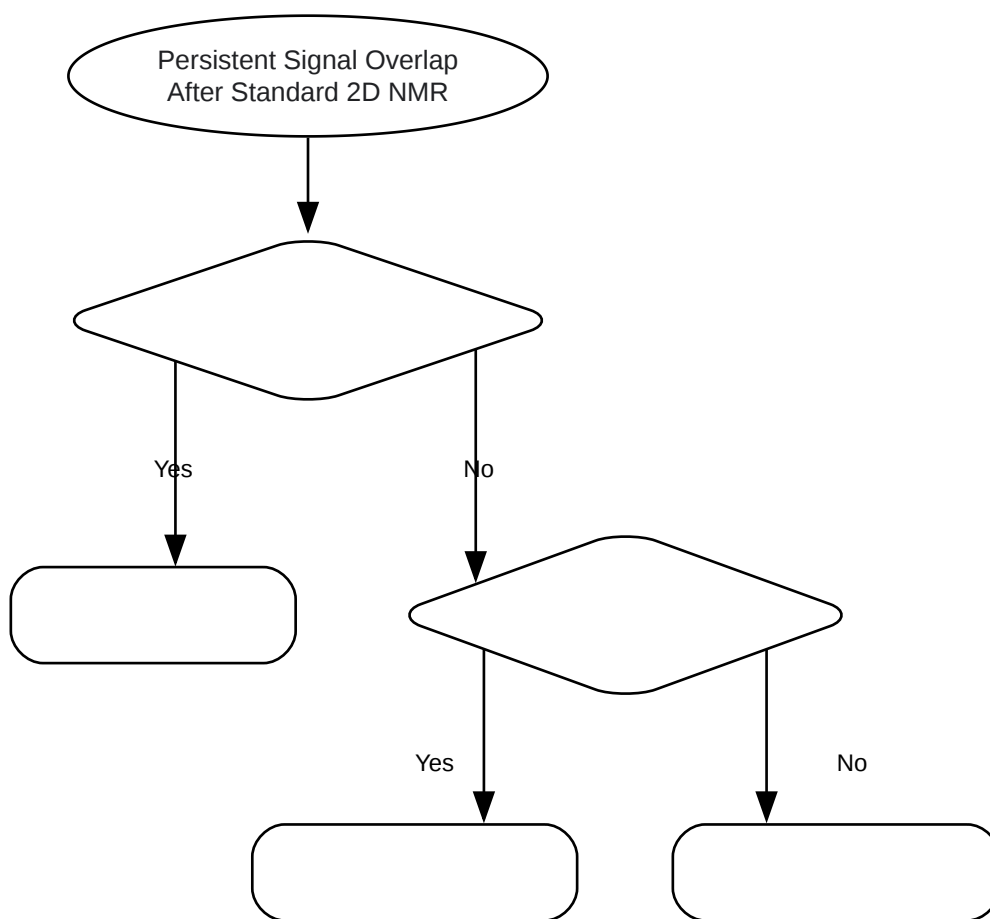 Persistent Signal Overlap
After Standard 2D NMR
Yes
No
Yes
No